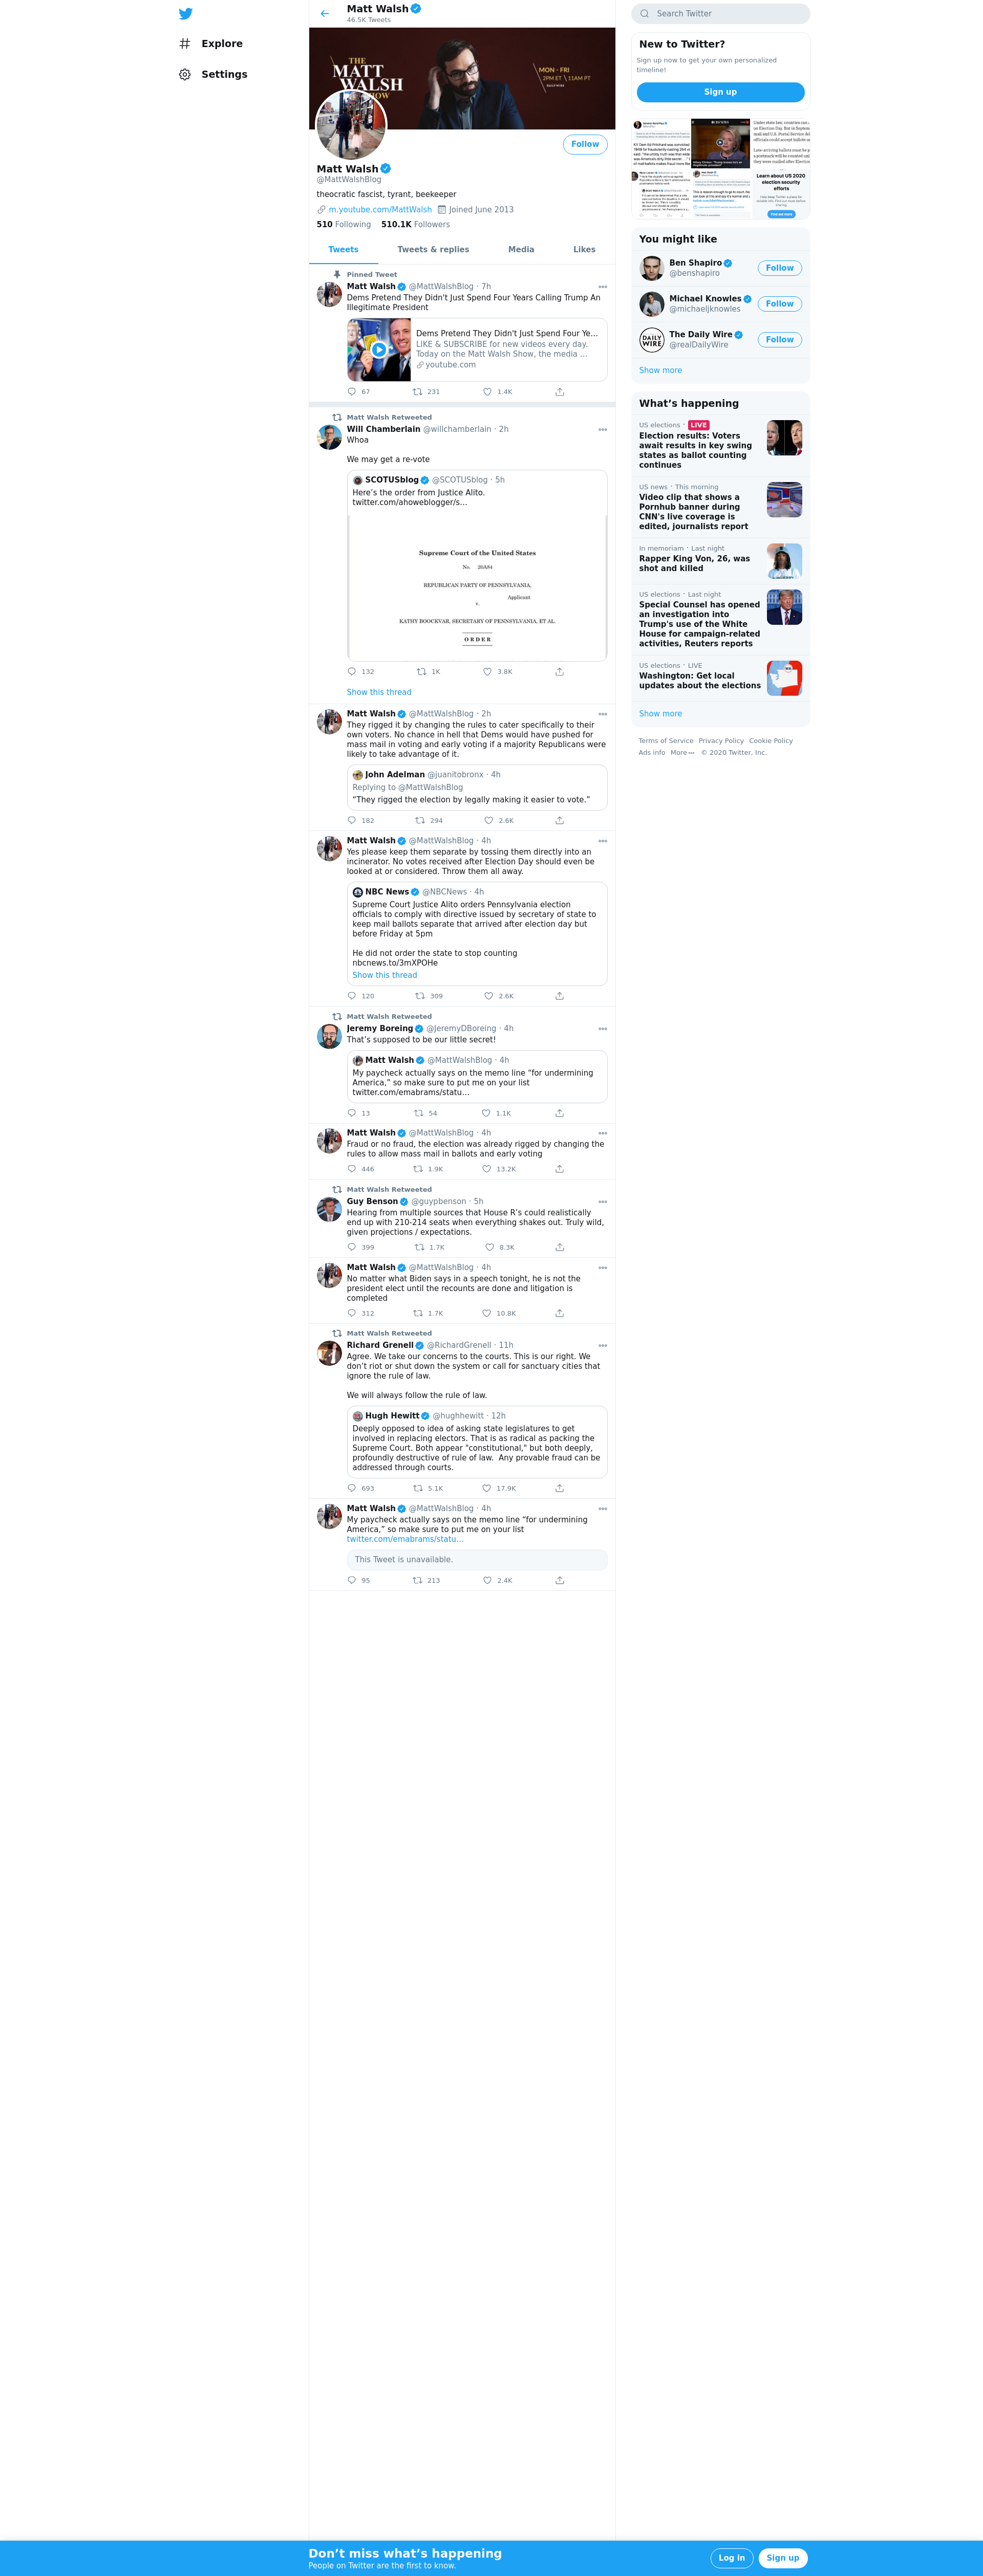 Explore
Settings
Matt Walsh
46.5K Tweets
THE
MATT
WALSH
SHOW
MON - FRI
2PM ET \ 11AM PT
Follow
Matt Walsh
@MattWalshBlog
theocratic fascist, tyrant, beekeeper
m.youtube.com/MattWalsh Joined June 2013
510 Following 510.1K Followers
Tweets Tweets & replies Media Likes
Pinned Tweet
Matt Walsh @MattWalshBlog · 7h
Dems Pretend They Didn't Just Spend Four Years Calling Trump An
Illegitimate President
Dems Pretend They Didn't Just Spend Four Ye...
LIKE & SUBSCRIBE for new videos every day.
Today on the Matt Walsh Show, the media ...
youtube.com
67 231 1.4K
Matt Walsh Retweeted
Will Chamberlain @willchamberlain · 2h
Whoa
We may get a re-vote
SCOTUSblog @SCOTUSblog · 5h
Here's the order from Justice Alito.
twitter.com/ahoweblogger/s...
Supreme Court of the United States
No. 20A84
REPUBLICAN PARTY OF PENNSYLVANIA,
Applicant
v.
KATHY BOOCKVAR, SECRETARY OF PENNSYLVANIA, ET AL.
ORDER
132 1K 3.8K
Show this thread
Matt Walsh @MattWalshBlog · 2h
They rigged it by changing the rules to cater specifically to their
own voters. No chance in hell that Dems would have pushed for
mass mail in voting and early voting if a majority Republicans were
likely to take advantage of it.
John Adelman @juanitobronx · 4h
Replying to @MattWalshBlog
“They rigged the election by legally making it easier to vote.”
182 294 2.6K
Matt Walsh @MattWalshBlog · 4h
Yes please keep them separate by tossing them directly into an
incinerator. No votes received after Election Day should even be
looked at or considered. Throw them all away.
NBC News @NBCNews · 4h
Supreme Court Justice Alito orders Pennsylvania election
officials to comply with directive issued by secretary of state to
keep mail ballots separate that arrived after election day but
before Friday at 5pm
He did not order the state to stop counting
nbcnews.to/3mXPOHe
Show this thread
120 309 2.6K
Matt Walsh Retweeted
Jeremy Boreing @JeremyDBoreing · 4h
That’s supposed to be our little secret!
Matt Walsh @MattWalshBlog · 4h
My paycheck actually says on the memo line “for undermining
America,” so make sure to put me on your list
twitter.com/emabrams/statu...
13 54 1.1K
Matt Walsh @MattWalshBlog · 4h
Fraud or no fraud, the election was already rigged by changing the
rules to allow mass mail in ballots and early voting
446 1.9K 13.2K
Matt Walsh Retweeted
Guy Benson @guypbenson · 5h
Hearing from multiple sources that House R’s could realistically
end up with 210-214 seats when everything shakes out. Truly wild,
given projections / expectations.
399 1.7K 8.3K
Matt Walsh @MattWalshBlog · 4h
No matter what Biden says in a speech tonight, he is not the
president elect until the recounts are done and litigation is
completed
312 1.7K 10.8K
Matt Walsh Retweeted
Richard Grenell @RichardGrenell · 11h
Agree. We take our concerns to the courts. This is our right. We
don’t riot or shut down the system or call for sanctuary cities that
ignore the rule of law.
We will always follow the rule of law.
Hugh Hewitt @hughhewitt · 12h
Deeply opposed to idea of asking state legislatures to get
involved in replacing electors. That is as radical as packing the
Supreme Court. Both appear "constitutional," but both deeply,
profoundly destructive of rule of law. Any provable fraud can be
addressed through courts.
693 5.1K 17.9K
Matt Walsh @MattWalshBlog · 4h
My paycheck actually says on the memo line “for undermining
America,” so make sure to put me on your list
twitter.com/emabrams/statu...
This Tweet is unavailable.
95 213 2.4K
Search Twitter
New to Twitter?
Sign up now to get your own personalized
timeline!
Sign up
Learn about US 2020
election security
efforts
Find out more
You might like
Ben Shapiro
@benshapiro
Follow
Michael Knowles
@michaeljknowles
Follow
DAILY
WIRE
The Daily Wire
@realDailyWire
Follow
Show more
What’s happening
US elections · LIVE
Election results: Voters
await results in key swing
states as ballot counting
continues
US news · This morning
Video clip that shows a
Pornhub banner during
CNN's live coverage is
edited, journalists report
In memoriam · Last night
Rapper King Von, 26, was
shot and killed
US elections · Last night
Special Counsel has opened
an investigation into
Trump's use of the White
House for campaign-related
activities, Reuters reports
US elections · LIVE
Washington: Get local
updates about the elections
Show more
Terms of Service Privacy Policy Cookie Policy
Ads info More © 2020 Twitter, Inc.
Don’t miss what’s happening
People on Twitter are the first to know.
Log in
Sign up